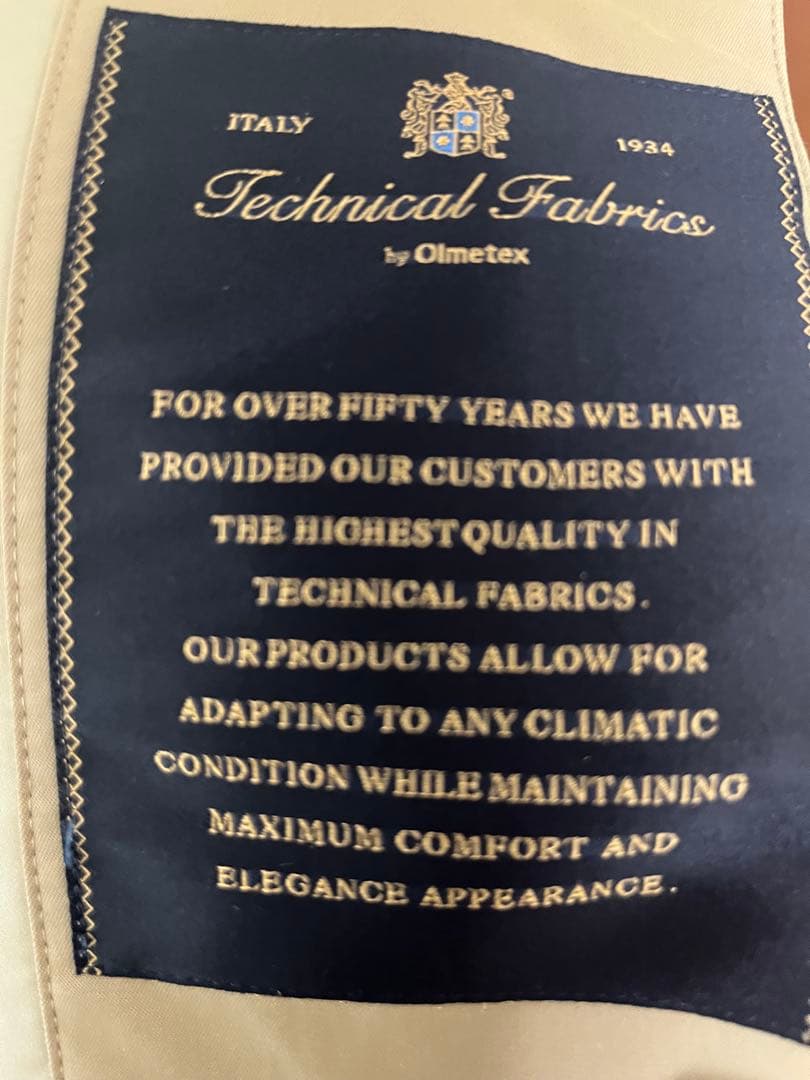 ITALY
1934
Technical Fabrics
by Olmetex
FOR OVER FIFTY YEARS WE HAVE
PROVIDED OUR CUSTOMERS WITH
THE HIGHEST QUALITY IN
TECHNICAL FABRICS.
OUR PRODUCTS ALLOW FOR
ADAPTING TO ANY CLIMATIC
CONDITION WHILE MAINTAINING
MAXIMUM COMFORT AND
ELEGANCE APPEARANCE.